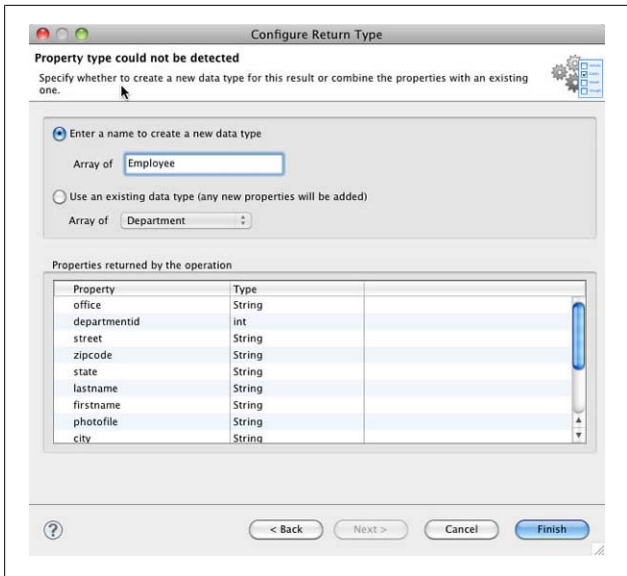 Configure Return Type
Property type could not be detected
Specify whether to create a new data type for this result or combine the properties with an existing
one.
Enter a name to create a new data type
Array of Employee
Use an existing data type (any new properties will be added)
Array of Department
Properties returned by the operation
Property Type
office String
departmentid int
street String
zipcode String
state String
lastname String
firstname String
photofile String
city String
? < Back Next > Cancel Finish